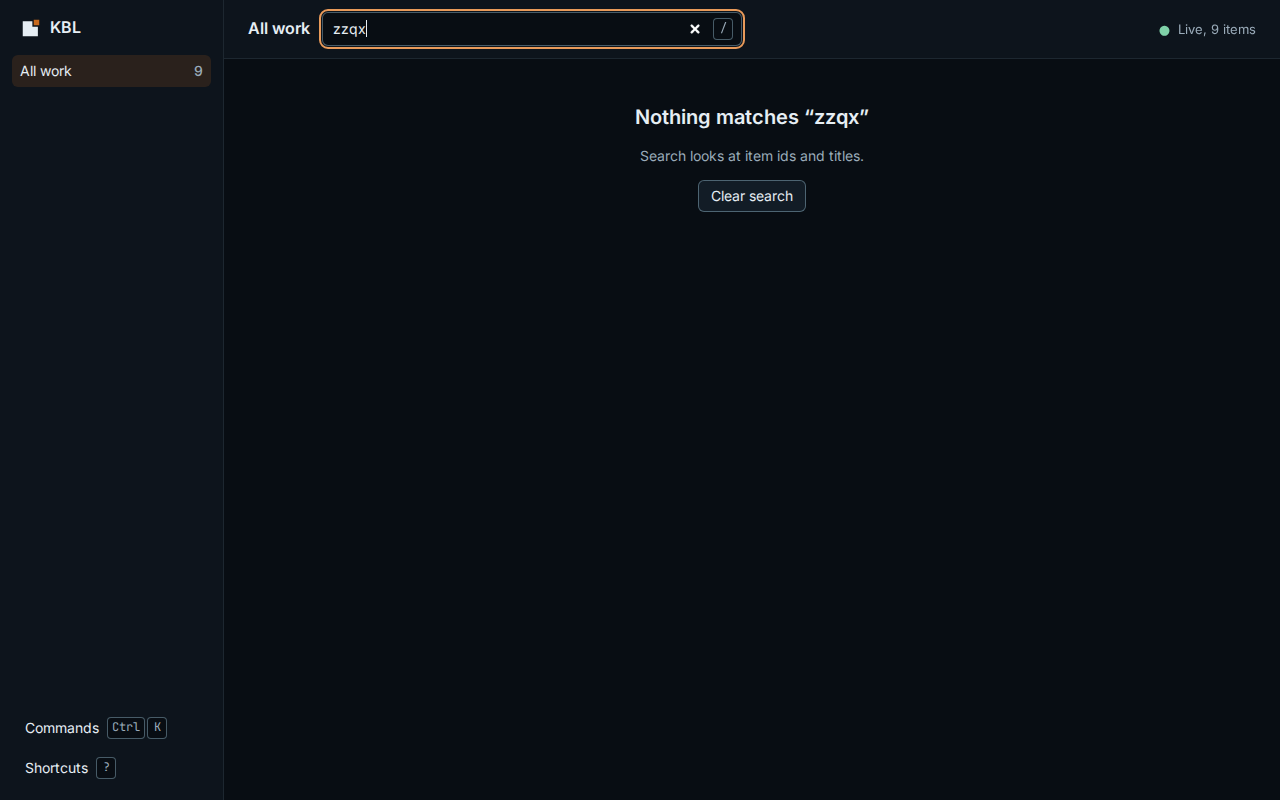 KBL
All work 9
All work
zzqx
/
Live, 9 items
Nothing matches “zzqx”
Search looks at item ids and titles.
Clear search
Commands Ctrl K
Shortcuts ?